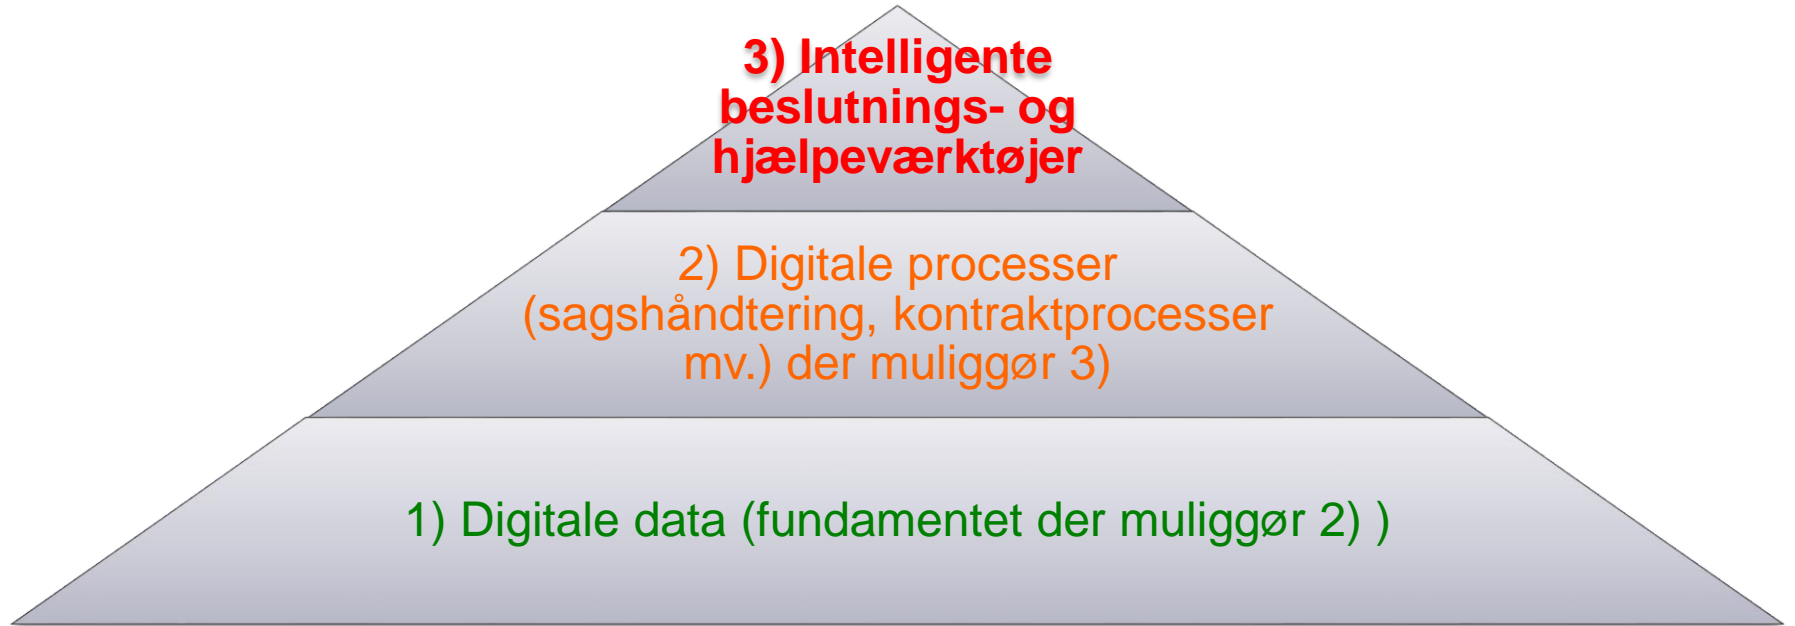 3) Intelligente
beslutnings- og
hjælpeværktøjer
2) Digitale processer
(sagshåndtering, kontraktprocesser
mv.) der muliggør 3)
1) Digitale data (fundamentet der muliggør 2) )